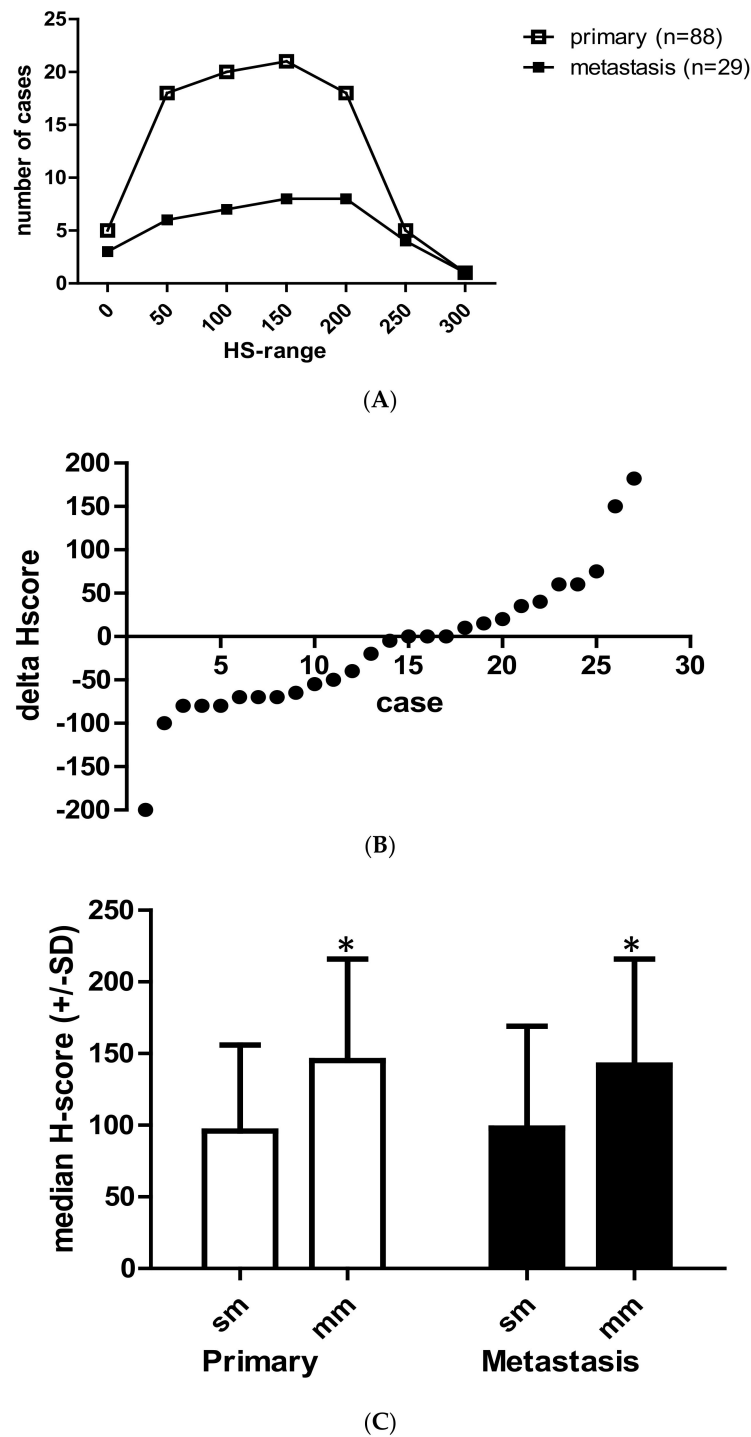 25
20
15
10
5
0
number of cases
primary (n=88)
metastasis (n=29)
0 50 100 150 200 250 300
HS-range
(A)
200
150
100
50
0
-50
-100
-150
-200
delta Hscore
5 10 15 20 25 30
case
(B)
250
200
150
100
50
0
median H-score (+/-SD)
* *
sm mm sm mm
Primary Metastasis
(C)